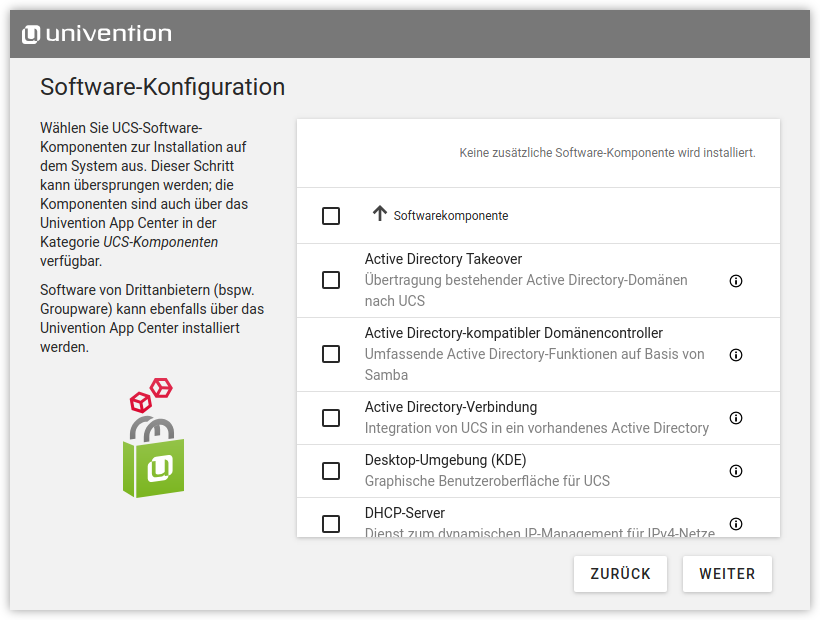 univention
Software-Konfiguration
Wählen Sie UCS-Software-
Komponenten zur Installation auf
dem System aus. Dieser Schritt
kann übersprungen werden; die
Komponenten sind auch über das
Univention App Center in der
Kategorie UCS-Komponenten
verfügbar.
Software von Drittanbietern (bspw.
Groupware) kann ebenfalls über das
Univention App Center installiert
werden.
Keine zusätzliche Software-Komponente wird installiert.
Softwarekomponente
Active Directory Takeover
Übertragung bestehender Active Directory-Domänen
nach UCS
Active Directory-kompatibler Domänencontroller
Umfassende Active Directory-Funktionen auf Basis von
Samba
Active Directory-Verbindung
Integration von UCS in ein vorhandenes Active Directory
Desktop-Umgebung (KDE)
Graphische Benutzeroberfläche für UCS
DHCP-Server
Dienst zum dynamischen IP-Management für IPv4-Netze
ZURÜCK
WEITER